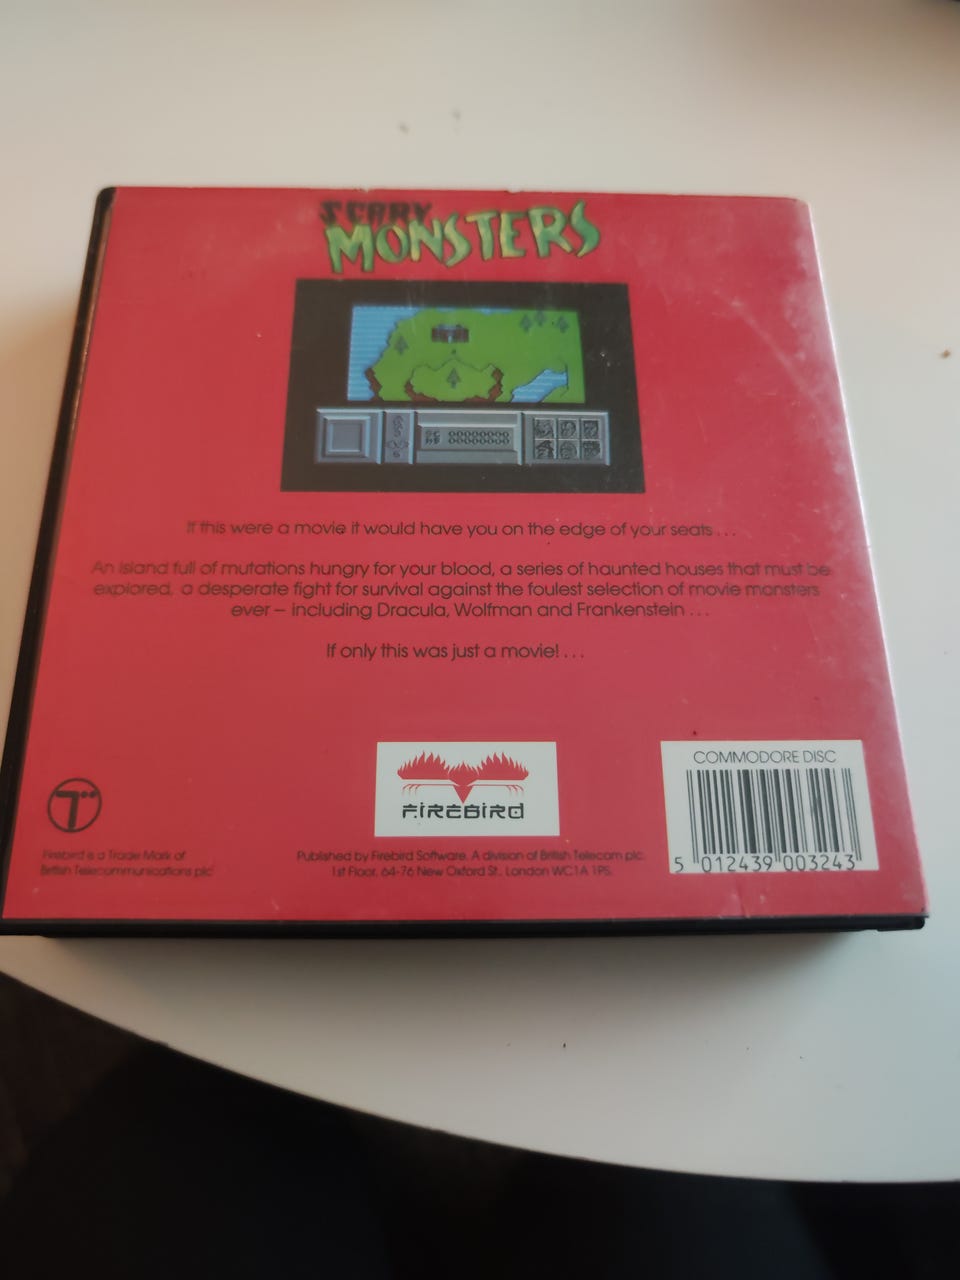 SCARY
MONSTERS
If this were a movie it would have you on the edge of your seats . . .
An island full of mutations hungry for your blood, a series of haunted houses that must be
explored, a desperate fight for survival against the foulest selection of movie monsters
ever – including Dracula, Wolfman and Frankenstein . . .
If only this was just a movie! . . .
FIREBIRD
COMMODORE DISC
5 012439 003243
Firebird is a Trade Mark of
British Telecommunications plc
Published by Firebird Software. A division of British Telecom plc.
1st Floor, 64-76 New Oxford St., London WC1A 1PS.